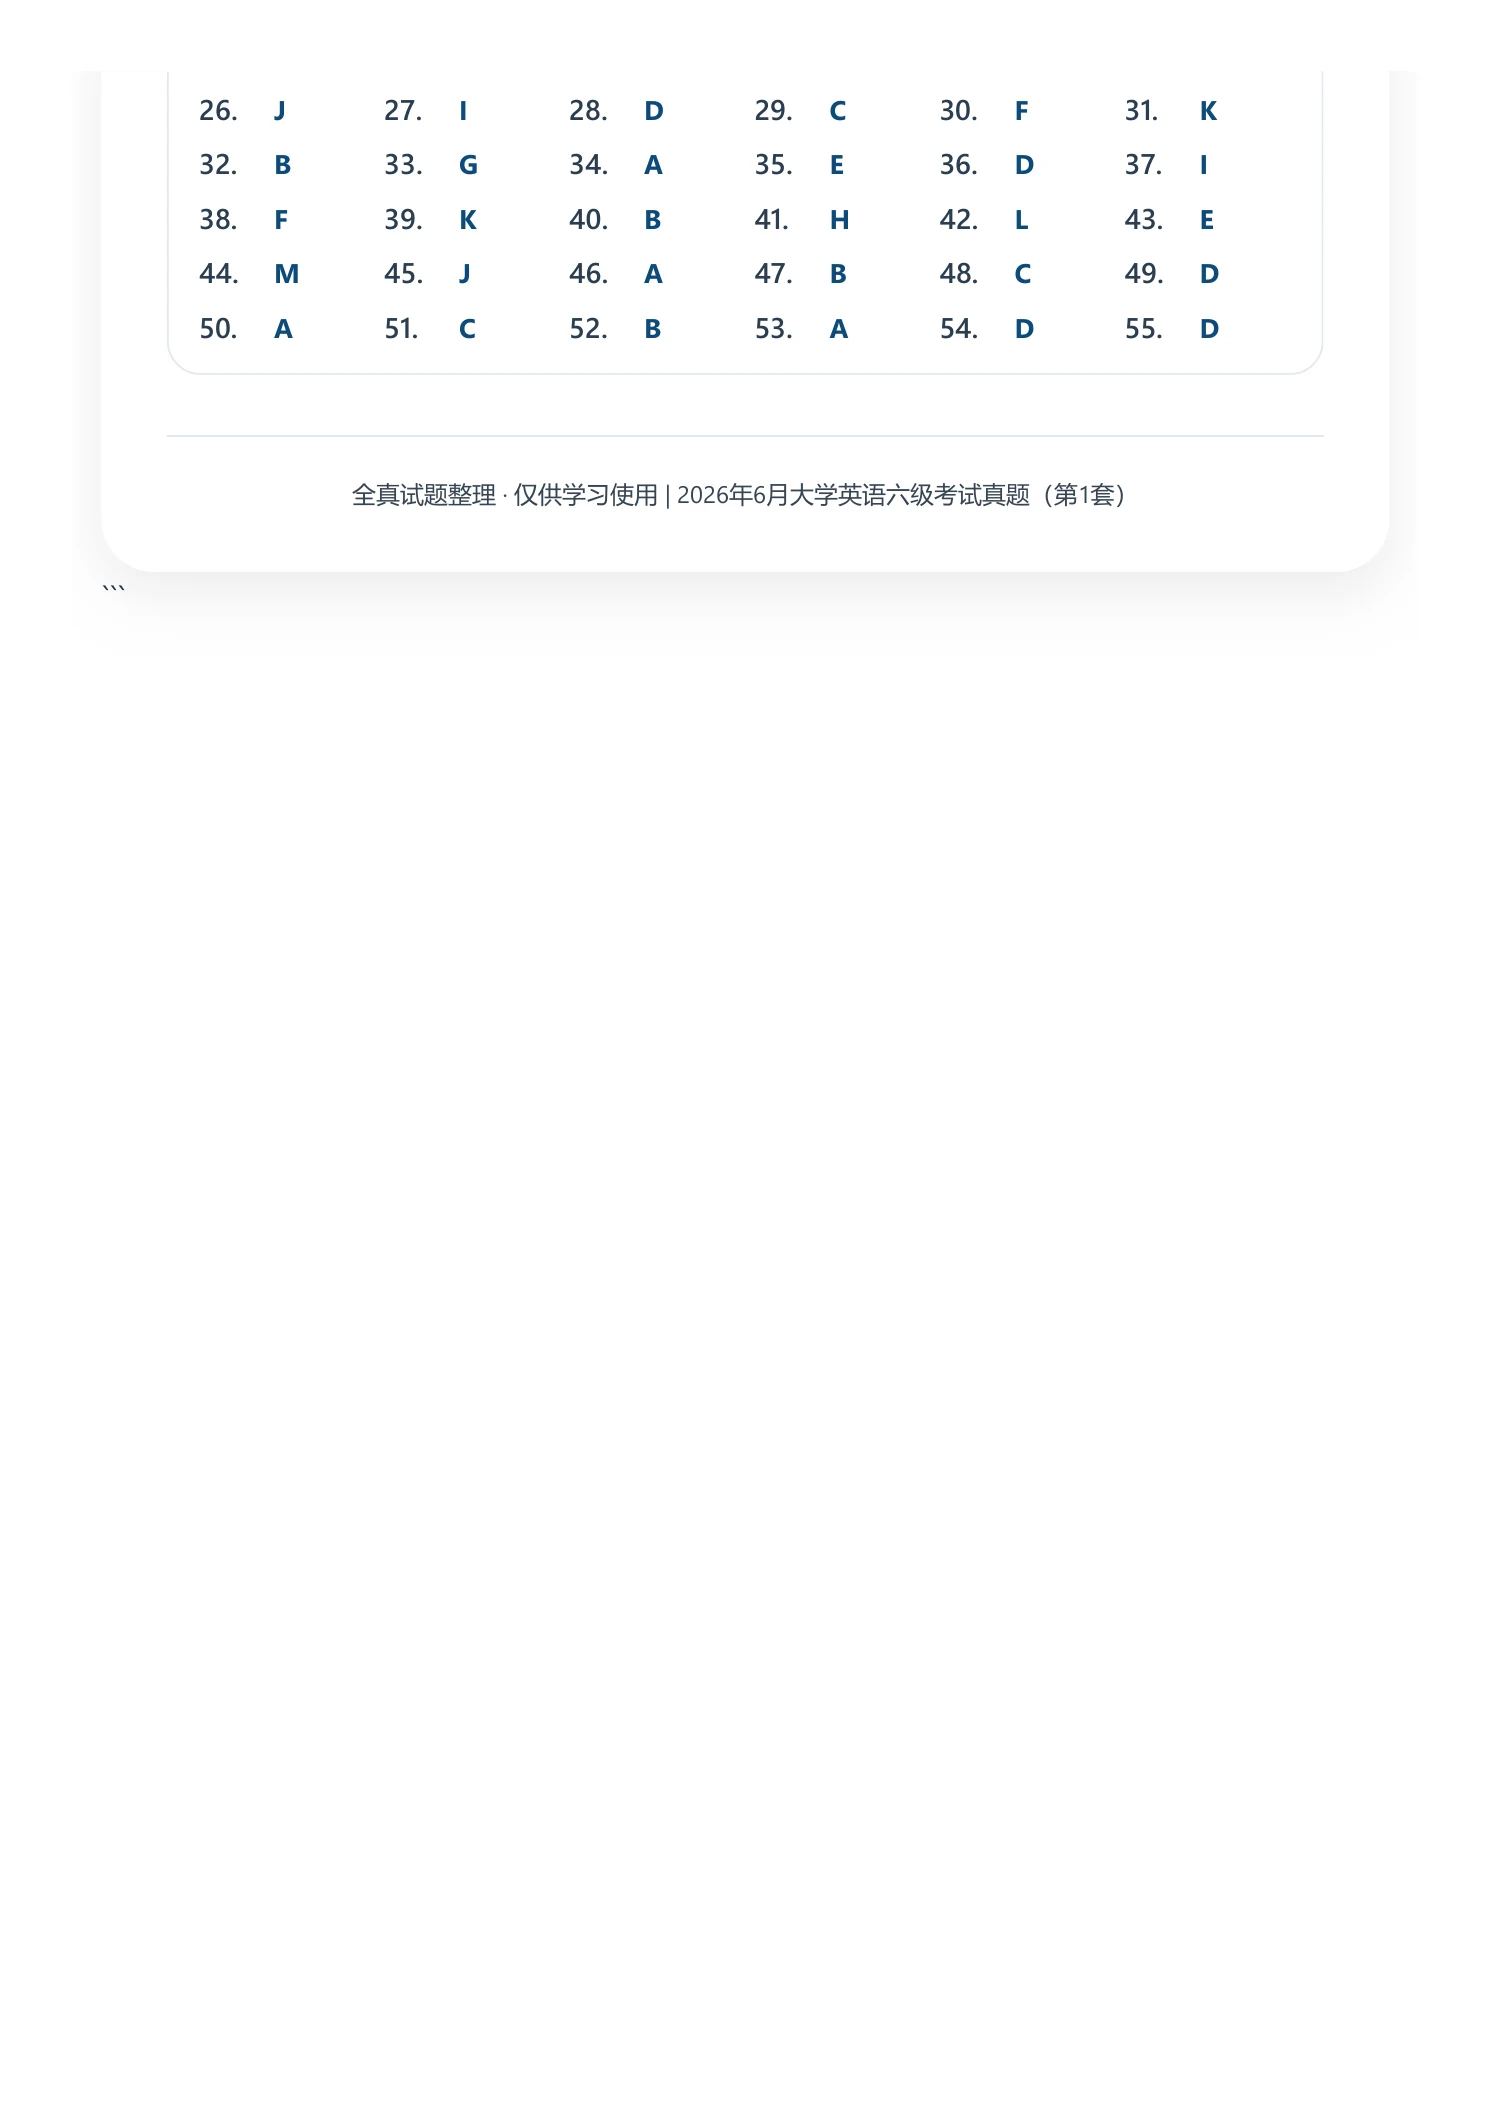 26. J 27. I 28. D 29. C 30. F 31. K
32. B 33. G 34. A 35. E 36. D 37. I
38. F 39. K 40. B 41. H 42. L 43. E
44. M 45. J 46. A 47. B 48. C 49. D
50. A 51. C 52. B 53. A 54. D 55. D
全真试题整理 · 仅供学习使用 | 2026年6月大学英语六级考试真题（第1套）
```